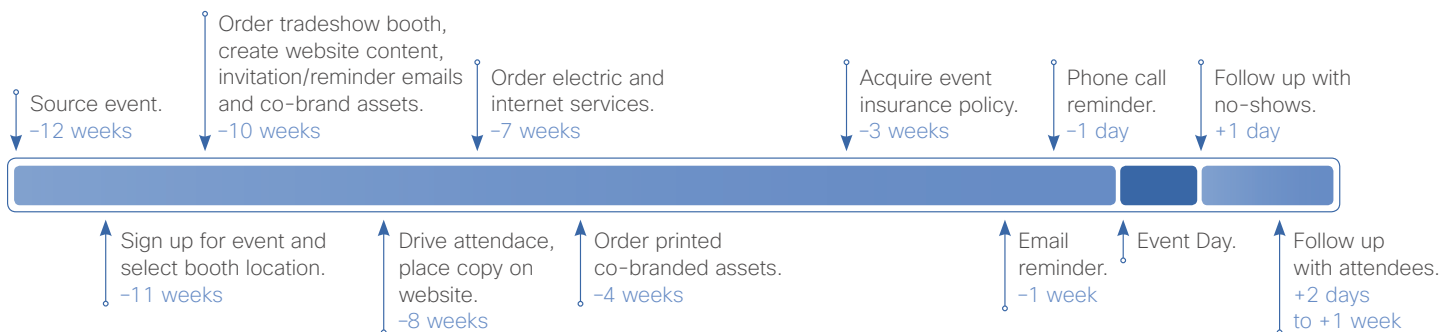 Source event.
–12 weeks
Order tradeshow booth,
create website content,
invitation/reminder emails
and co-brand assets.
–10 weeks
Order electric and
internet services.
–7 weeks
Acquire event
insurance policy.
–3 weeks
Phone call
reminder.
–1 day
Follow up with
no-shows.
+1 day
Sign up for event and
select booth location.
–11 weeks
Drive attendace,
place copy on
website.
–8 weeks
Order printed
co-branded assets.
–4 weeks
Email
reminder.
–1 week
Event Day.
Follow up
with attendees.
+2 days
to +1 week